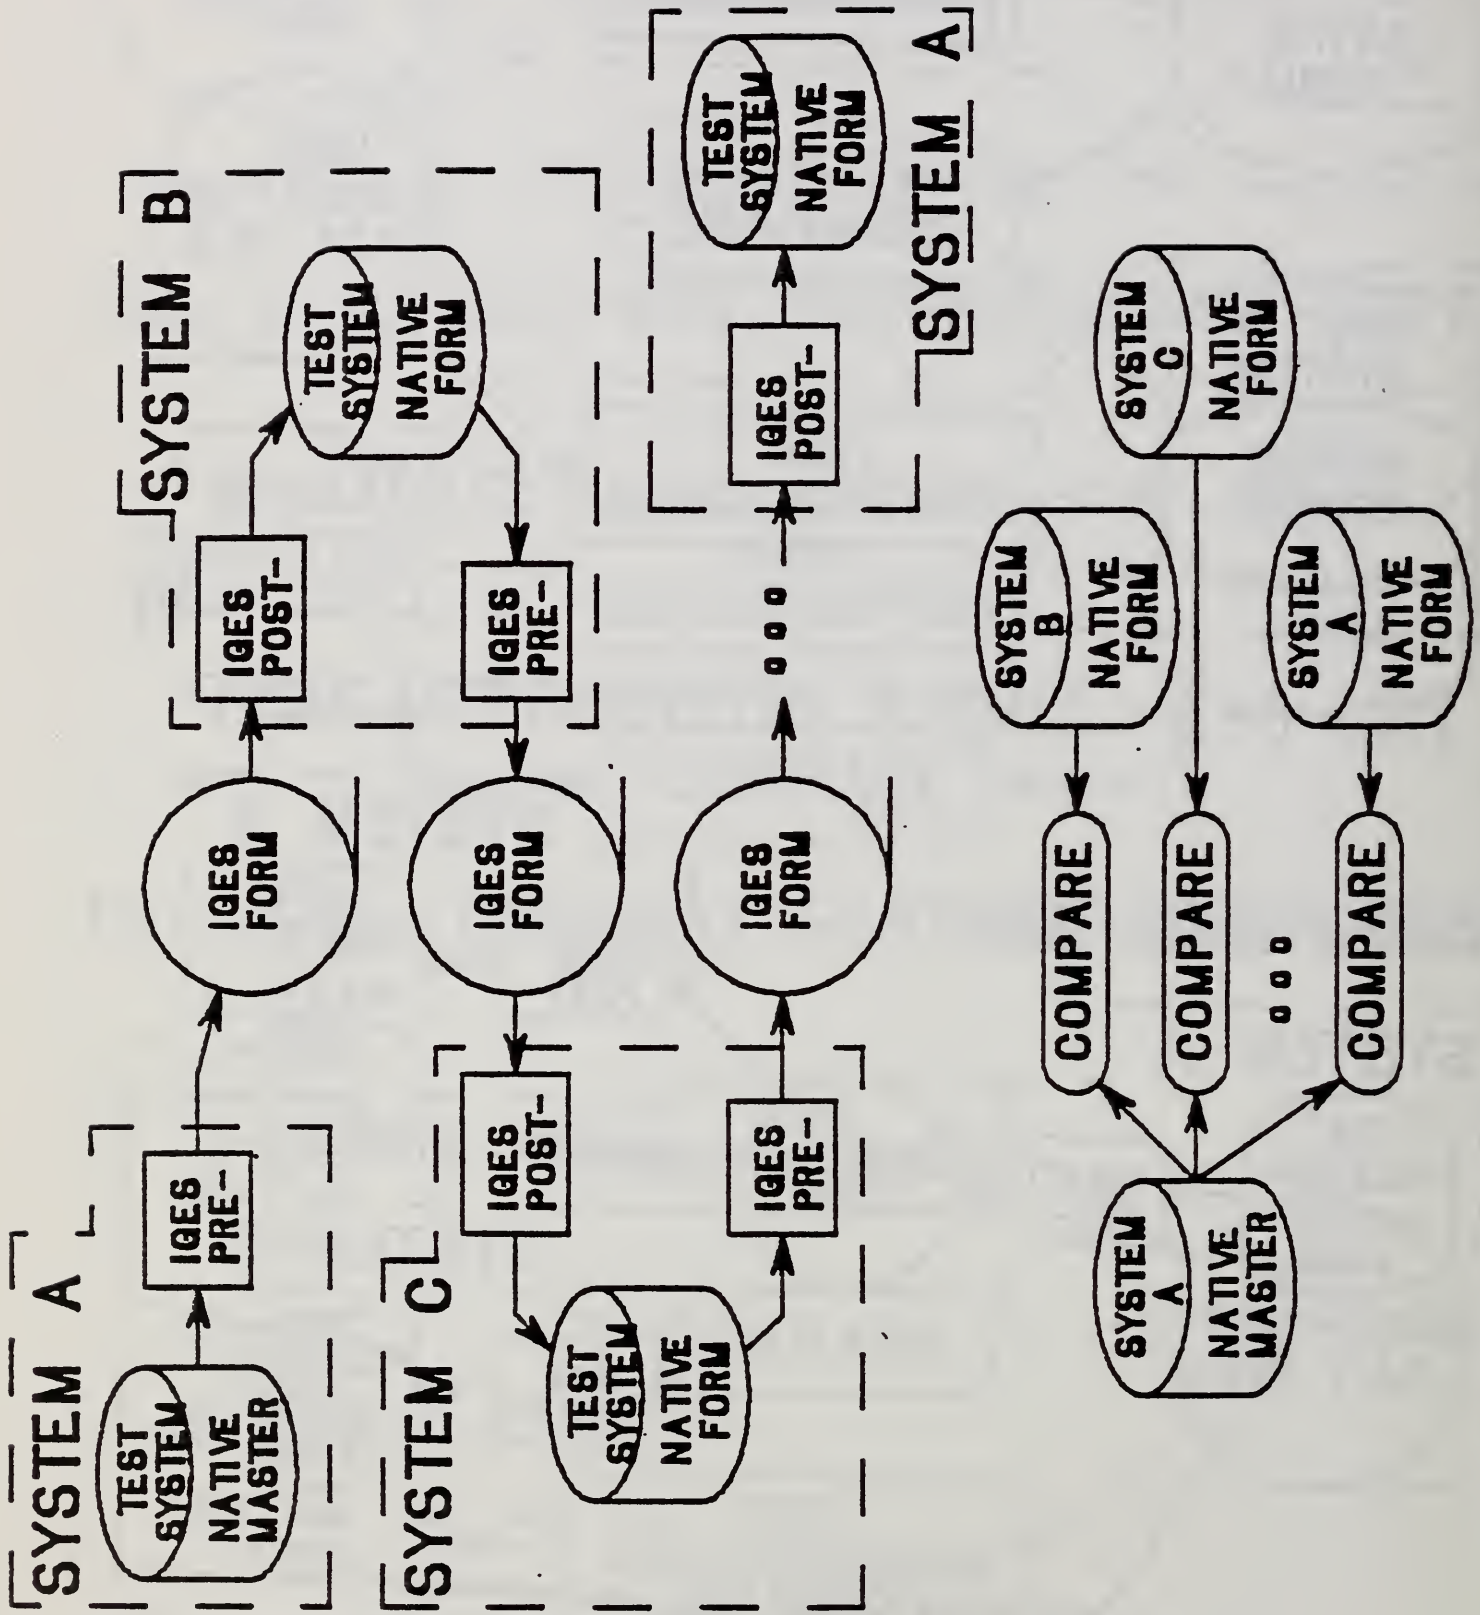 SYSTEM A
TEST
SYSTEM
NATIVE
MASTER
IGES
PRE-
IGES
FORM
IGES
POST-
SYSTEM B
TEST
SYSTEM
NATIVE
FORM
IGES
PRE-
IGES
FORM
SYSTEM C
IGES
POST-
TEST
SYSTEM
NATIVE
FORM
IGES
PRE-
IGES
FORM
IGES
POST-
TEST
SYSTEM
NATIVE
FORM
SYSTEM A
SYSTEM
A
NATIVE
MASTER
COMPARE
SYSTEM
B
NATIVE
FORM
COMPARE
SYSTEM
C
NATIVE
FORM
COMPARE
SYSTEM
A
NATIVE
FORM